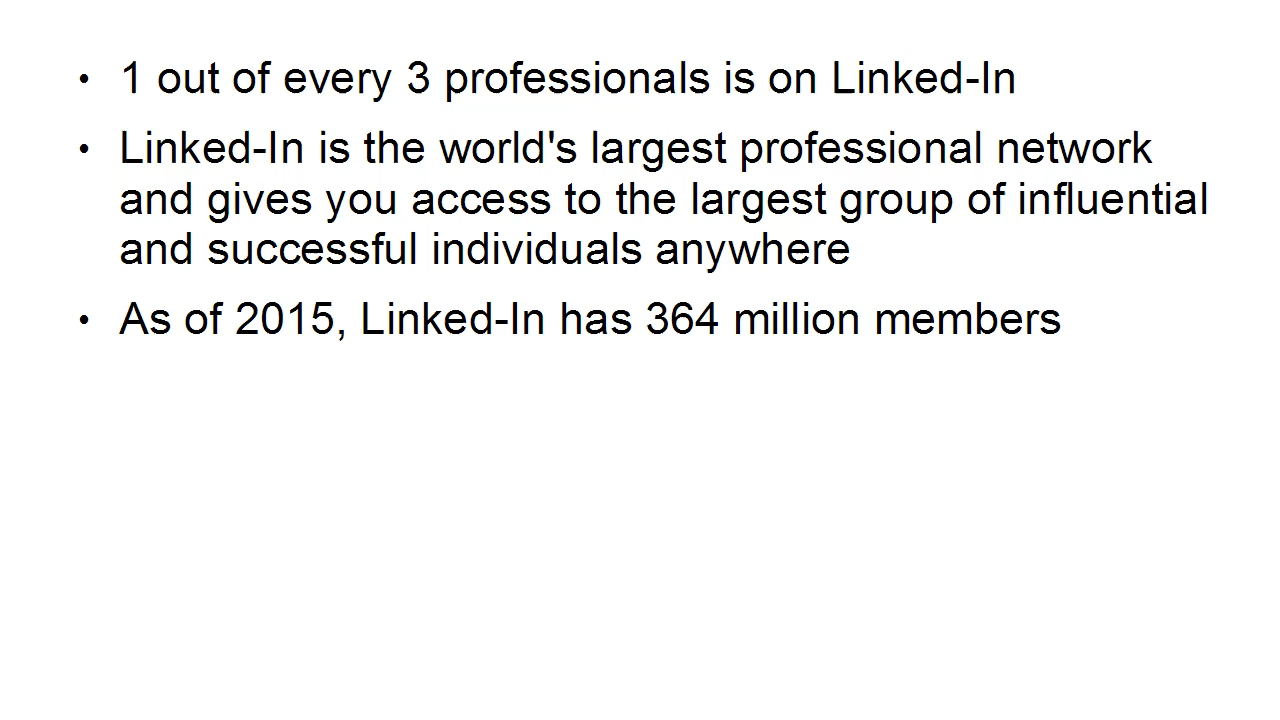 • 1 out of every 3 professionals is on Linked-In
• Linked-In is the world's largest professional network
and gives you access to the largest group of influential
and successful individuals anywhere
• As of 2015, Linked-In has 364 million members